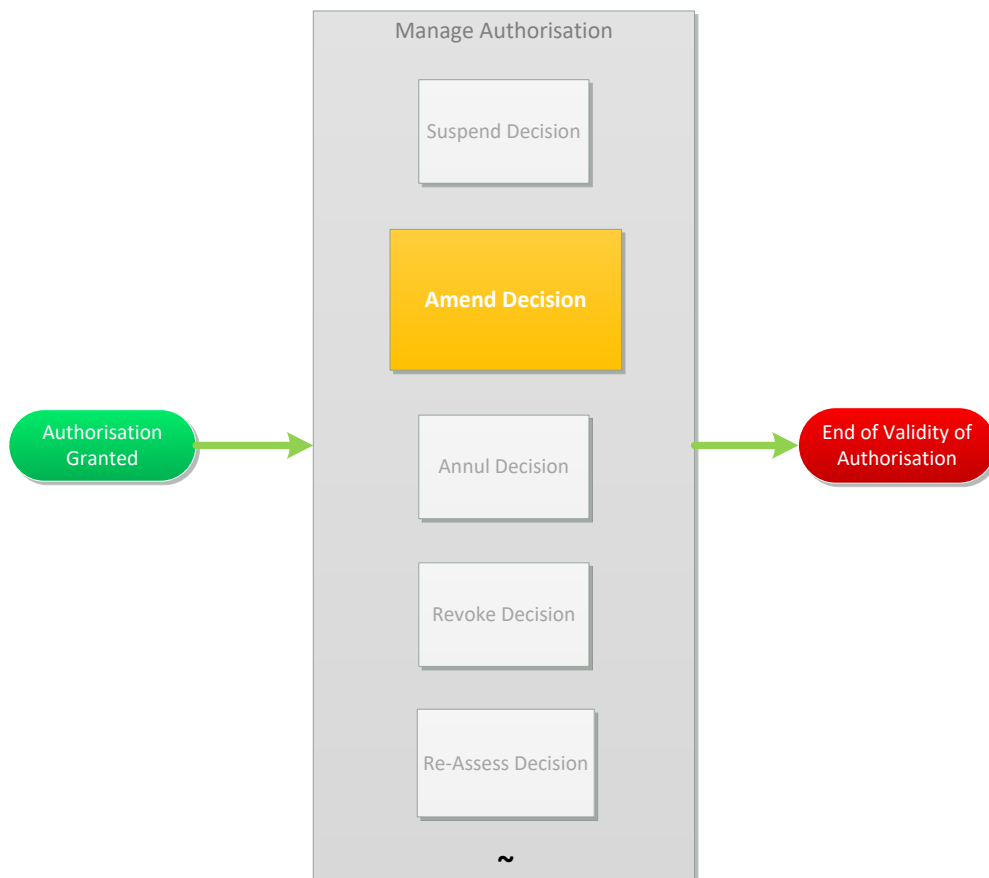 Manage Authorisation
Suspend Decision
Amend Decision
Authorisation
Granted
End of Validity of
Authorisation
Annul Decision
Revoke Decision
Re-Assess Decision
~